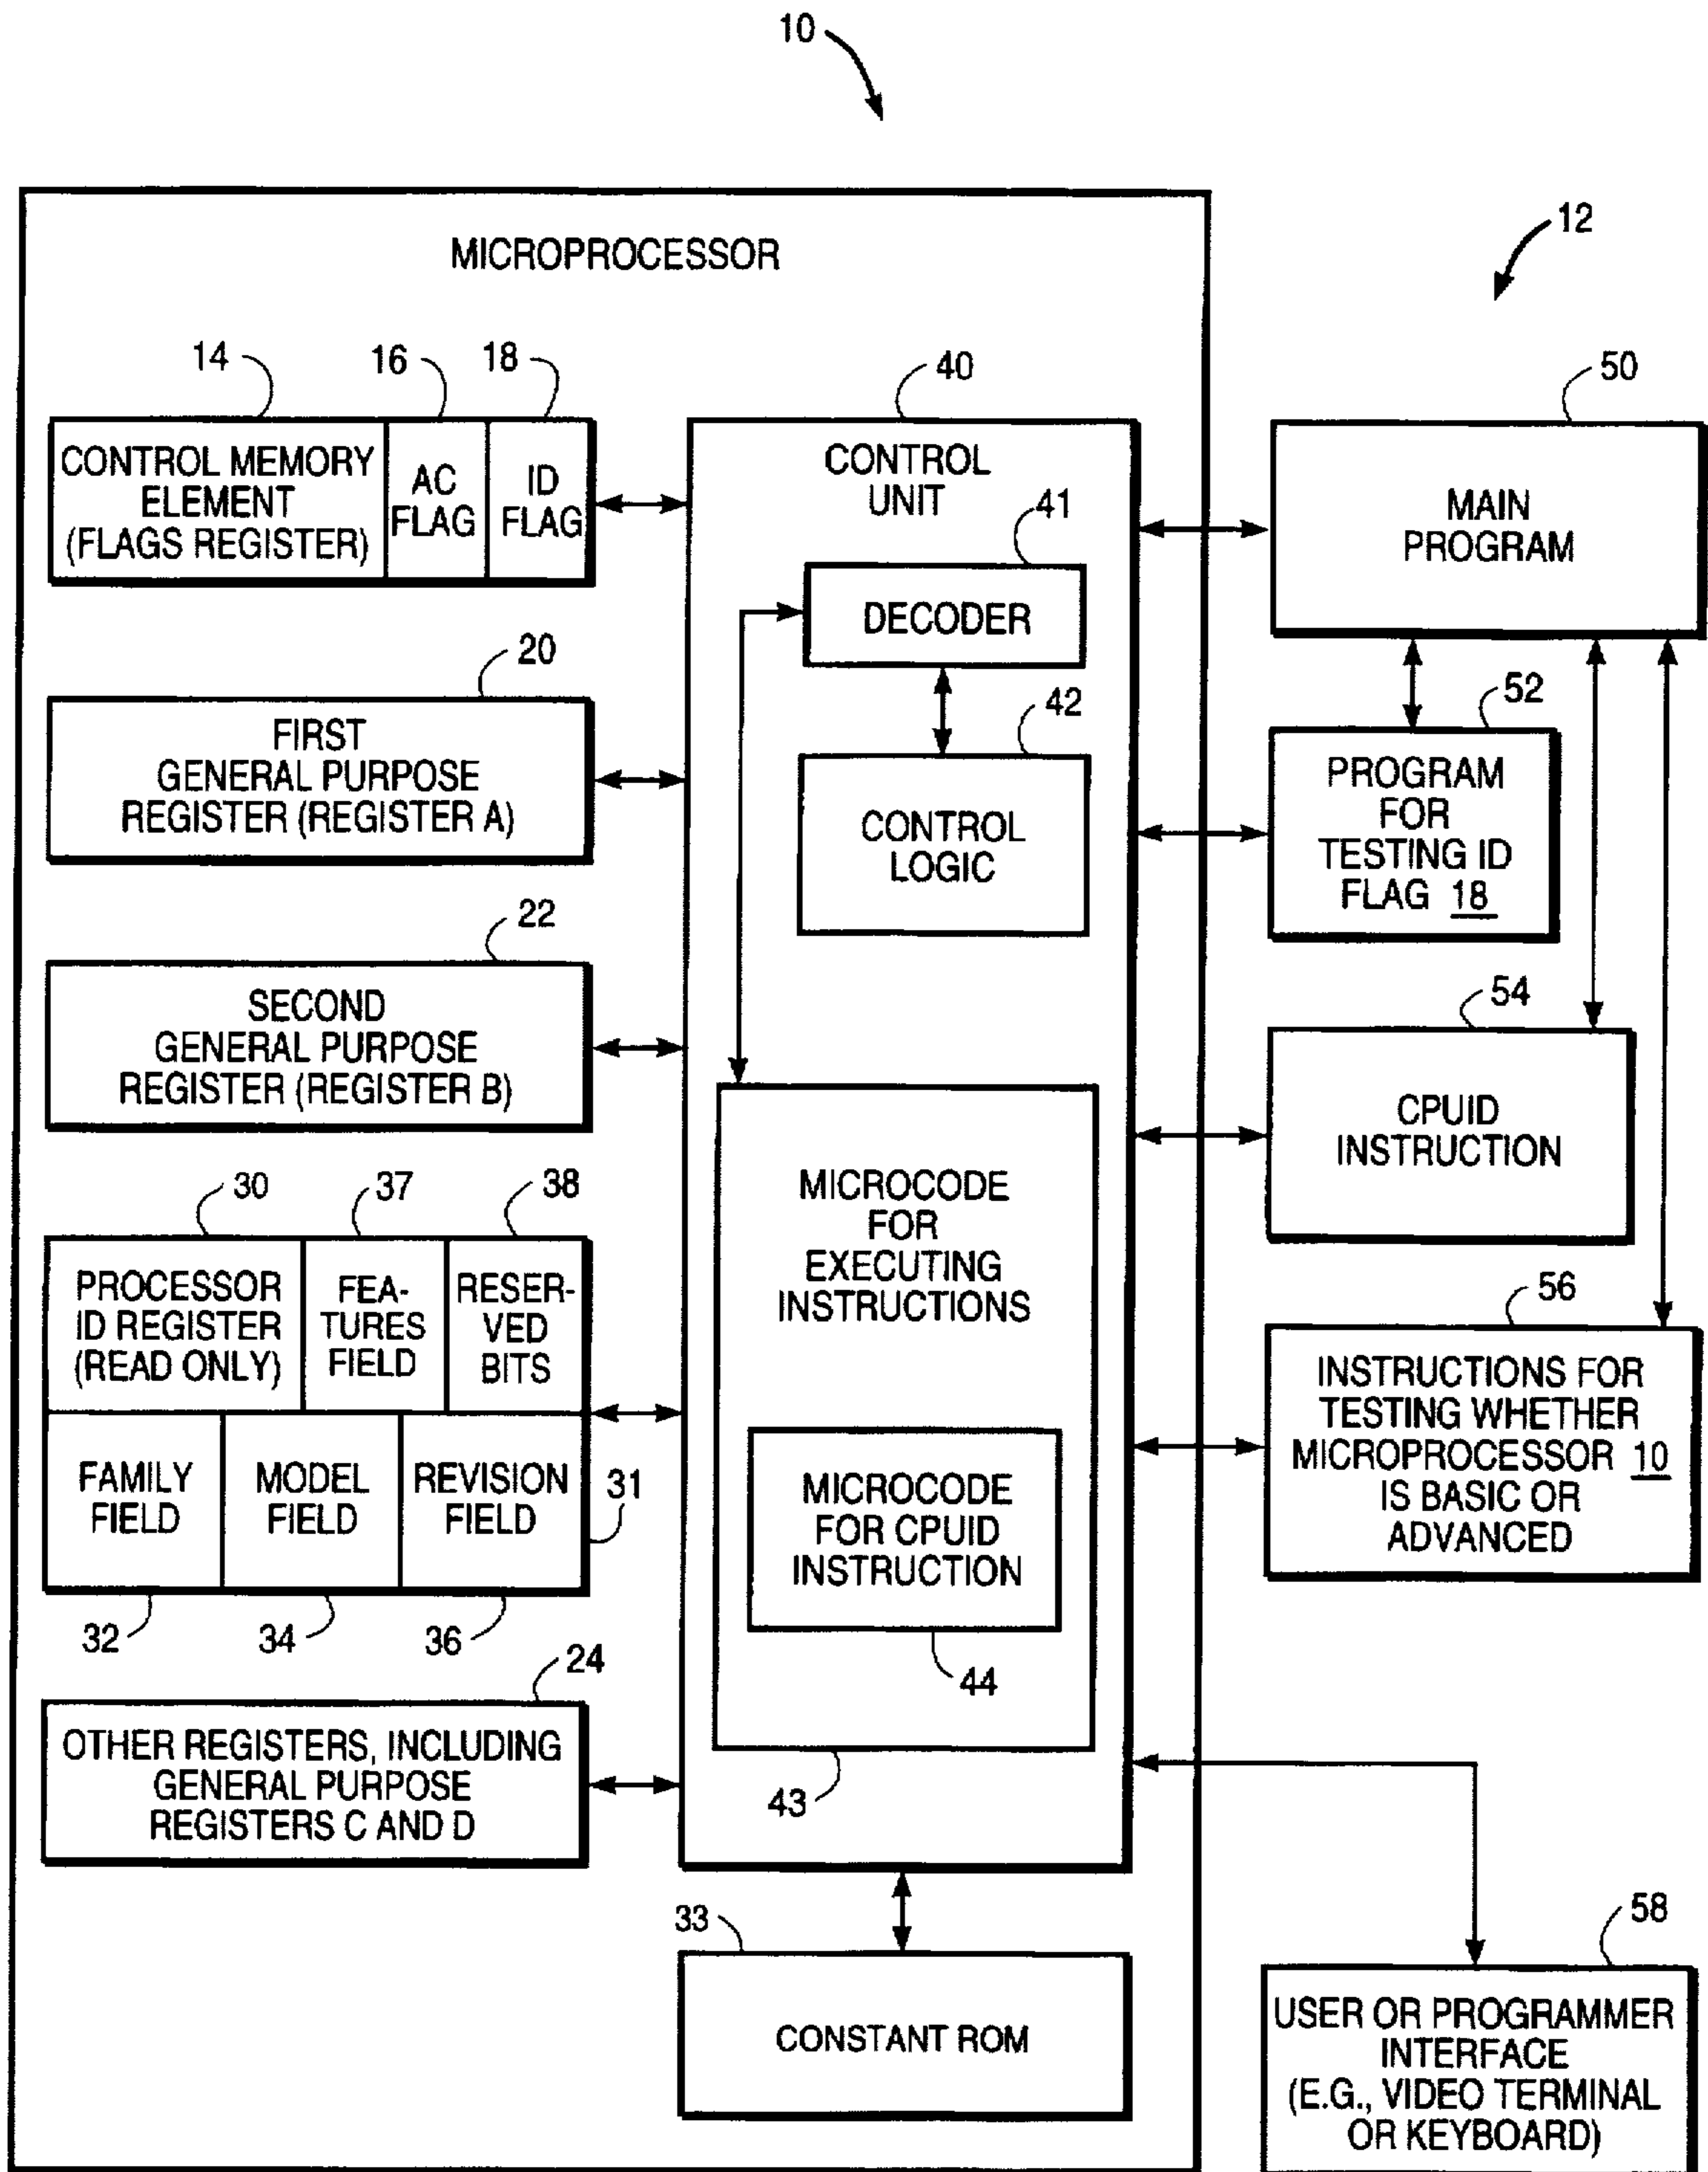 10
12
MICROPROCESSOR
14
16
18
CONTROL MEMORY
ELEMENT
(FLAGS REGISTER)
AC
FLAG
ID
FLAG
20
FIRST
GENERAL PURPOSE
REGISTER (REGISTER A)
22
SECOND
GENERAL PURPOSE
REGISTER (REGISTER B)
30
37
38
PROCESSOR
ID REGISTER
(READ ONLY)
FEA-
TURES
FIELD
RESER-
VED
BITS
FAMILY
FIELD
MODEL
FIELD
REVISION
FIELD
31
32
34
36
24
OTHER REGISTERS, INCLUDING
GENERAL PURPOSE
REGISTERS C AND D
40
CONTROL
UNIT
41
DECODER
42
CONTROL
LOGIC
MICROCODE
FOR
EXECUTING
INSTRUCTIONS
MICROCODE
FOR CPUID
INSTRUCTION
44
43
33
CONSTANT ROM
50
MAIN
PROGRAM
52
PROGRAM
FOR
TESTING ID
FLAG 18
54
CPUID
INSTRUCTION
56
INSTRUCTIONS FOR
TESTING WHETHER
MICROPROCESSOR 10
IS BASIC OR
ADVANCED
58
USER OR PROGRAMMER
INTERFACE
(E.G., VIDEO TERMINAL
OR KEYBOARD)